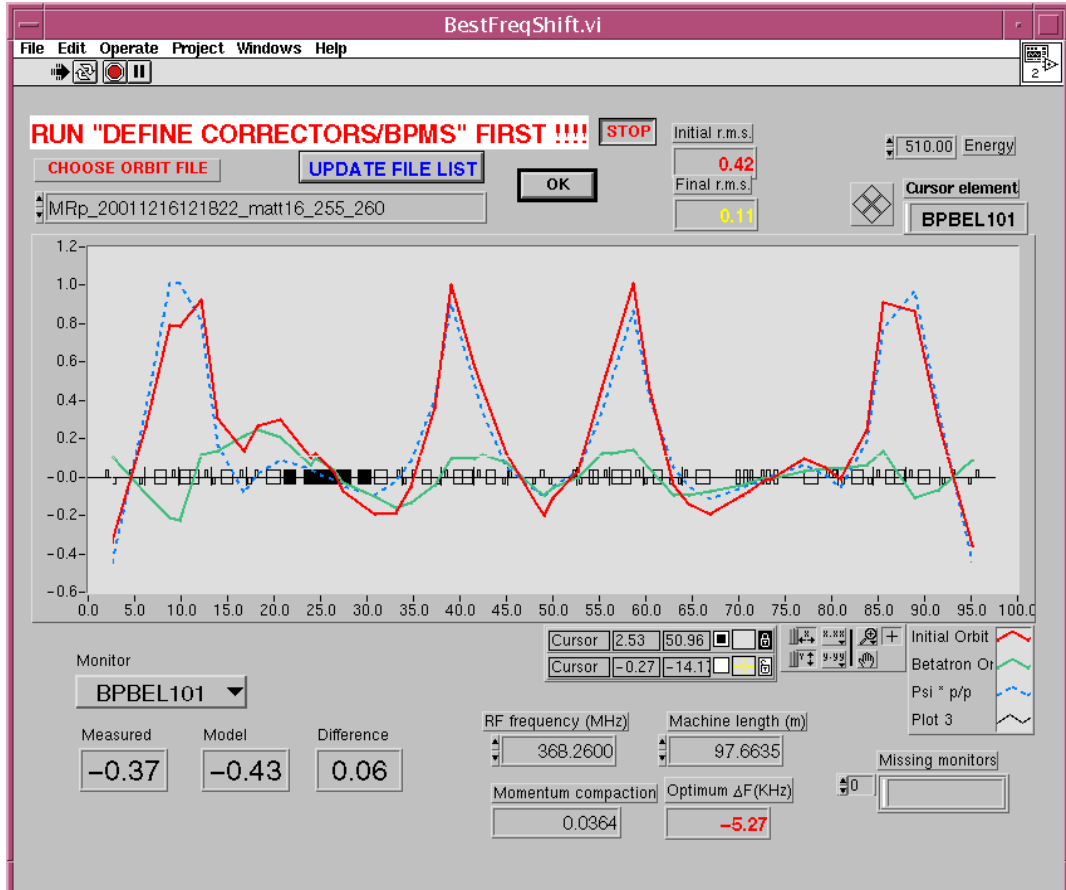 BestFreqShift.vi
File Edit Operate Project Windows Help
2
RUN "DEFINE CORRECTORS/BPMS" FIRST !!!!
STOP
Initial r.m.s.
0.42
510.00 Energy
CHOOSE ORBIT FILE
UPDATE FILE LIST
OK
Final r.m.s.
0.11
Cursor element
BPBEL101
MRp_20011216121822_matt16_255_260
1.2
1.0
0.8
0.6
0.4
0.2
-0.0
-0.2
-0.4
-0.6
0.0 5.0 10.0 15.0 20.0 25.0 30.0 35.0 40.0 45.0 50.0 55.0 60.0 65.0 70.0 75.0 80.0 85.0 90.0 95.0 100.0
Cursor 2.53 50.96
Cursor -0.27 -14.17
x.xx
y.yy
Initial Orbit
Betatron Or
Psi * p/p
Plot 3
Monitor
BPBEL101
Measured
-0.37
Model
-0.43
Difference
0.06
RF frequency (MHz)
368.2600
Machine length (m)
97.6635
Momentum compaction
0.0364
Optimum ΔF(KHz)
-5.27
Missing monitors
0